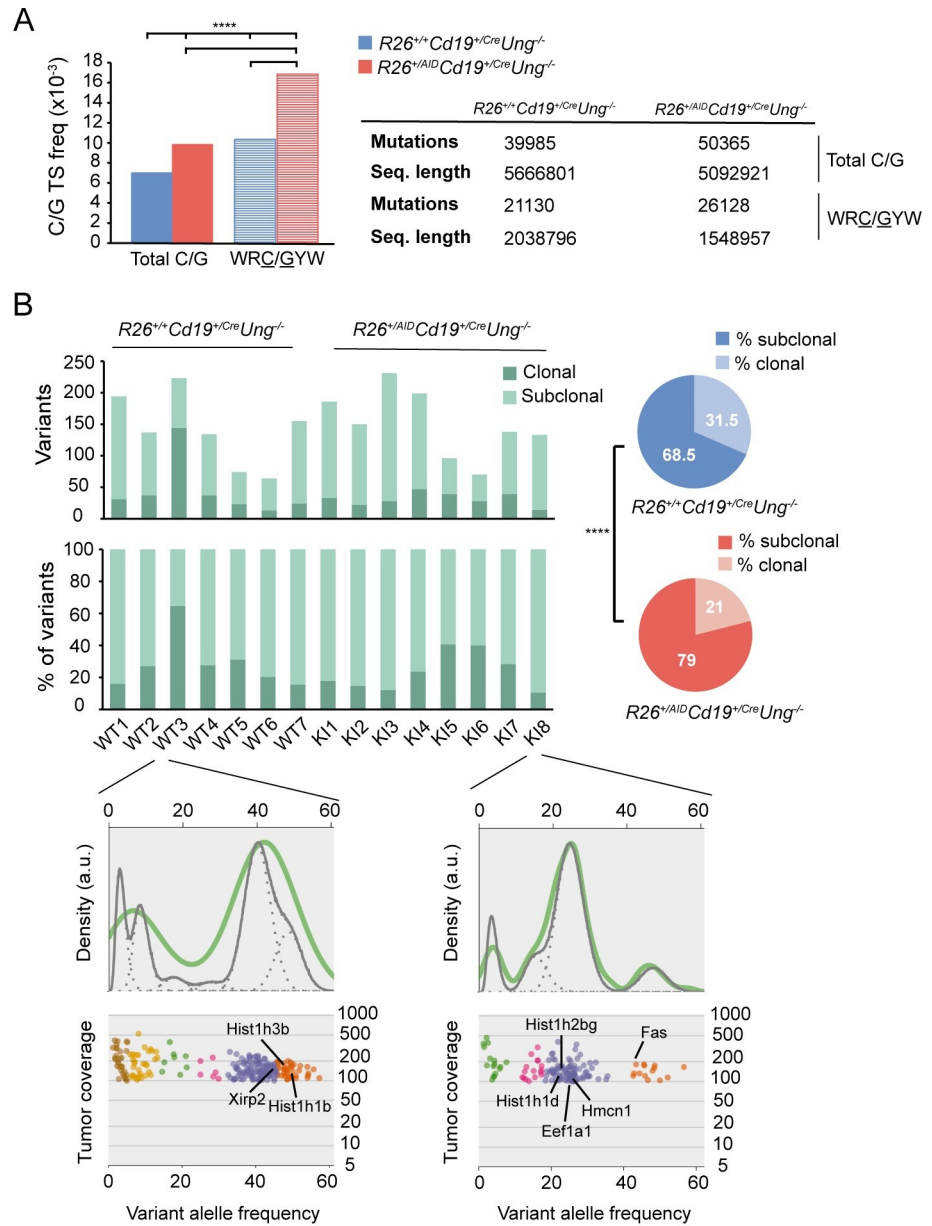 A
****
C/G TS freq (x10-3)
18
16
14
12
10
8
6
4
2
0
Total C/G
WRC/GYW
R26+/+Cd19+/CreUng-/-
R26+/AIDCd19+/CreUng-/-
R26+/+Cd19+/CreUng-/- R26+/AIDCd19+/CreUng-/-
Mutations 39985 50365
Seq. length 5666801 5092921
Total C/G
Mutations 21130 26128
Seq. length 2038796 1548957
WRC/GYW
B
R26+/+Cd19+/CreUng-/- R26+/AIDCd19+/CreUng-/-
Clonal
Subclonal
Variants
250
200
150
100
50
0
% of variants
100
80
60
40
20
0
WT1 WT2 WT3 WT4 WT5 WT6 WT7 KI1 KI2 KI3 KI4 KI5 KI6 KI7 KI8
% subclonal
% clonal
31.5
68.5
R26+/+Cd19+/CreUng-/-
****
% subclonal
% clonal
21
79
R26+/AIDCd19+/CreUng-/-
0 20 40 60
Density (a.u.)
Tumor coverage
Hist1h3b
Xirp2
Hist1h1b
1000
500
200
100
50
20
10
5
0 20 40 60
Variant alelle frequency
0 20 40 60
Density (a.u.)
Tumor coverage
Hist1h2bg
Fas
Hist1h1d
Hmcn1
Eef1a1
1000
500
200
100
50
20
10
5
0 20 40 60
Variant alelle frequency